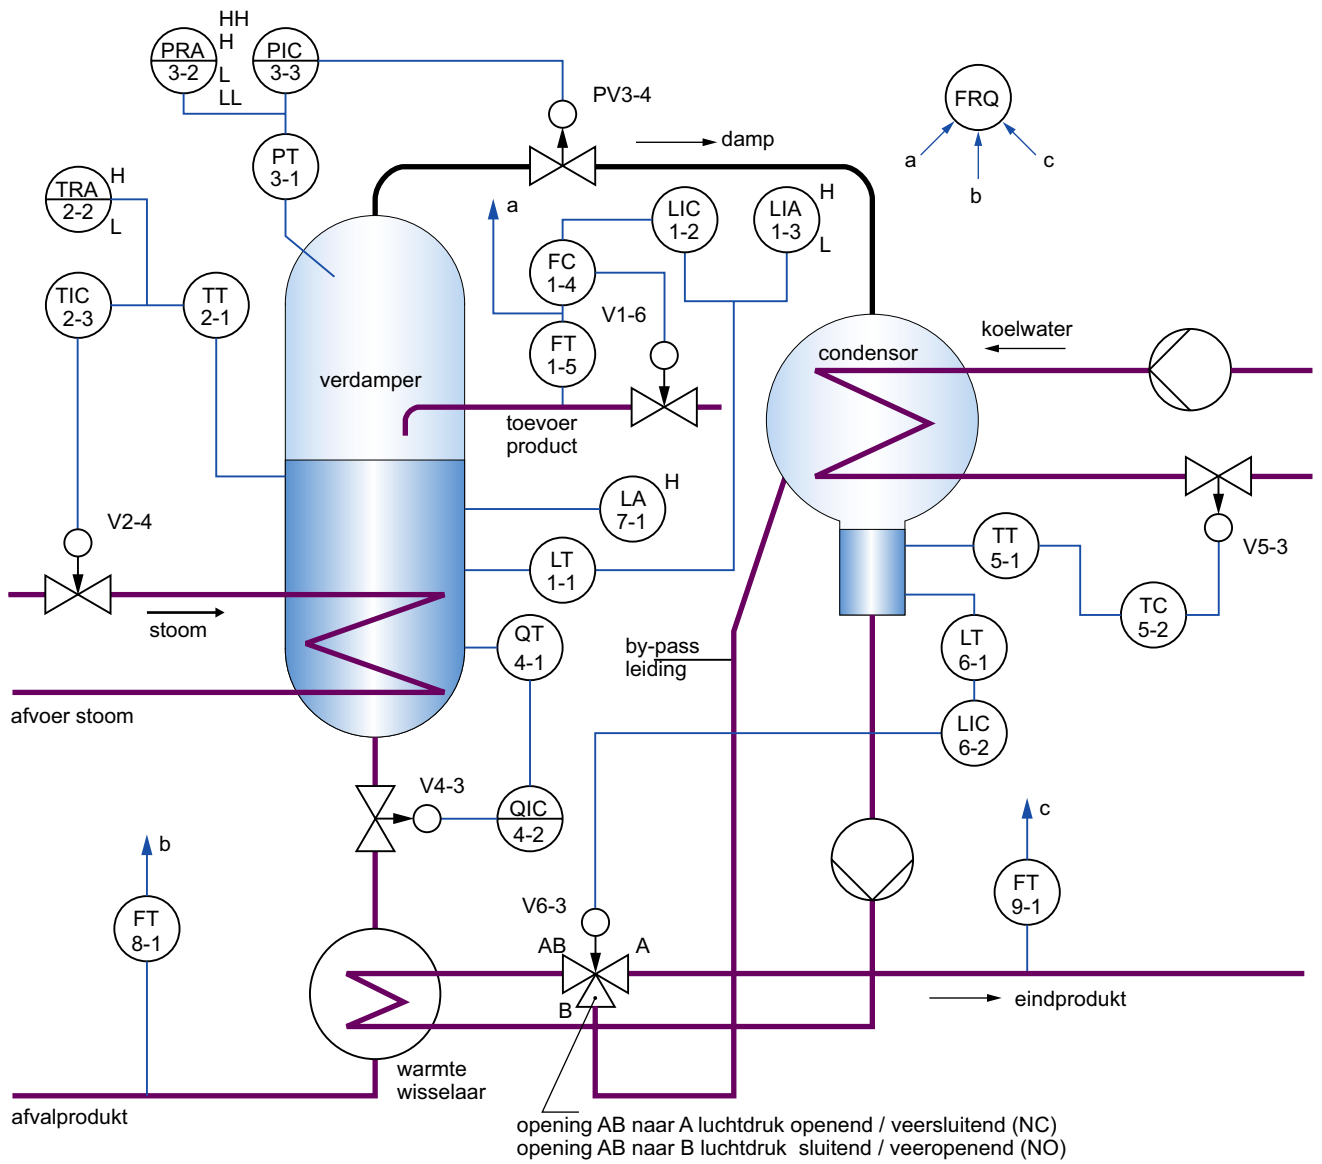 HH
H
L
LL
PRA
3-2
PIC
3-3
PV3-4
damp
FRQ
a
b
c
PT
3-1
TRA
2-2
H
L
a
LIC
1-2
LIA
1-3
H
L
FC
1-4
V1-6
TIC
2-3
TT
2-1
FT
1-5
koelwater
condensor
verdamper
toevoer
product
LA
7-1
H
V2-4
LT
1-1
TT
5-1
V5-3
TC
5-2
stoom
QT
4-1
by-pass
leiding
LT
6-1
afvoer stoom
LIC
6-2
V4-3
QIC
4-2
b
c
FT
8-1
FT
9-1
V6-3
AB
A
B
eindprodukt
warmte
wisselaar
afvalprodukt
opening AB naar A luchtdruk openend / veersluitend (NC)
opening AB naar B luchtdruk sluitend / veeropenend (NO)